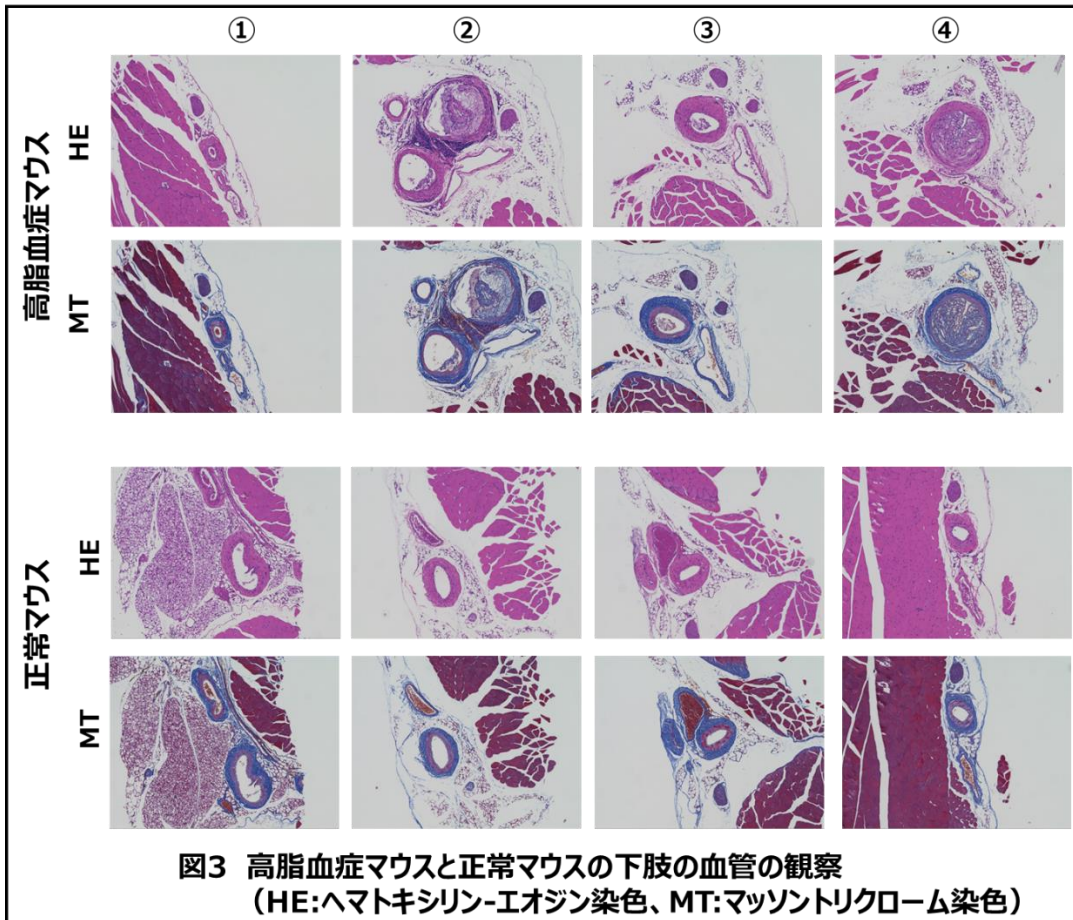 ① ② ③ ④
高脂血症マウス
HE
MT
正常マウス
HE
MT
図3 高脂血症マウスと正常マウスの下肢の血管の観察
（HE:ヘマトキシリン-エオジン染色、MT:マッソントリクローム染色）